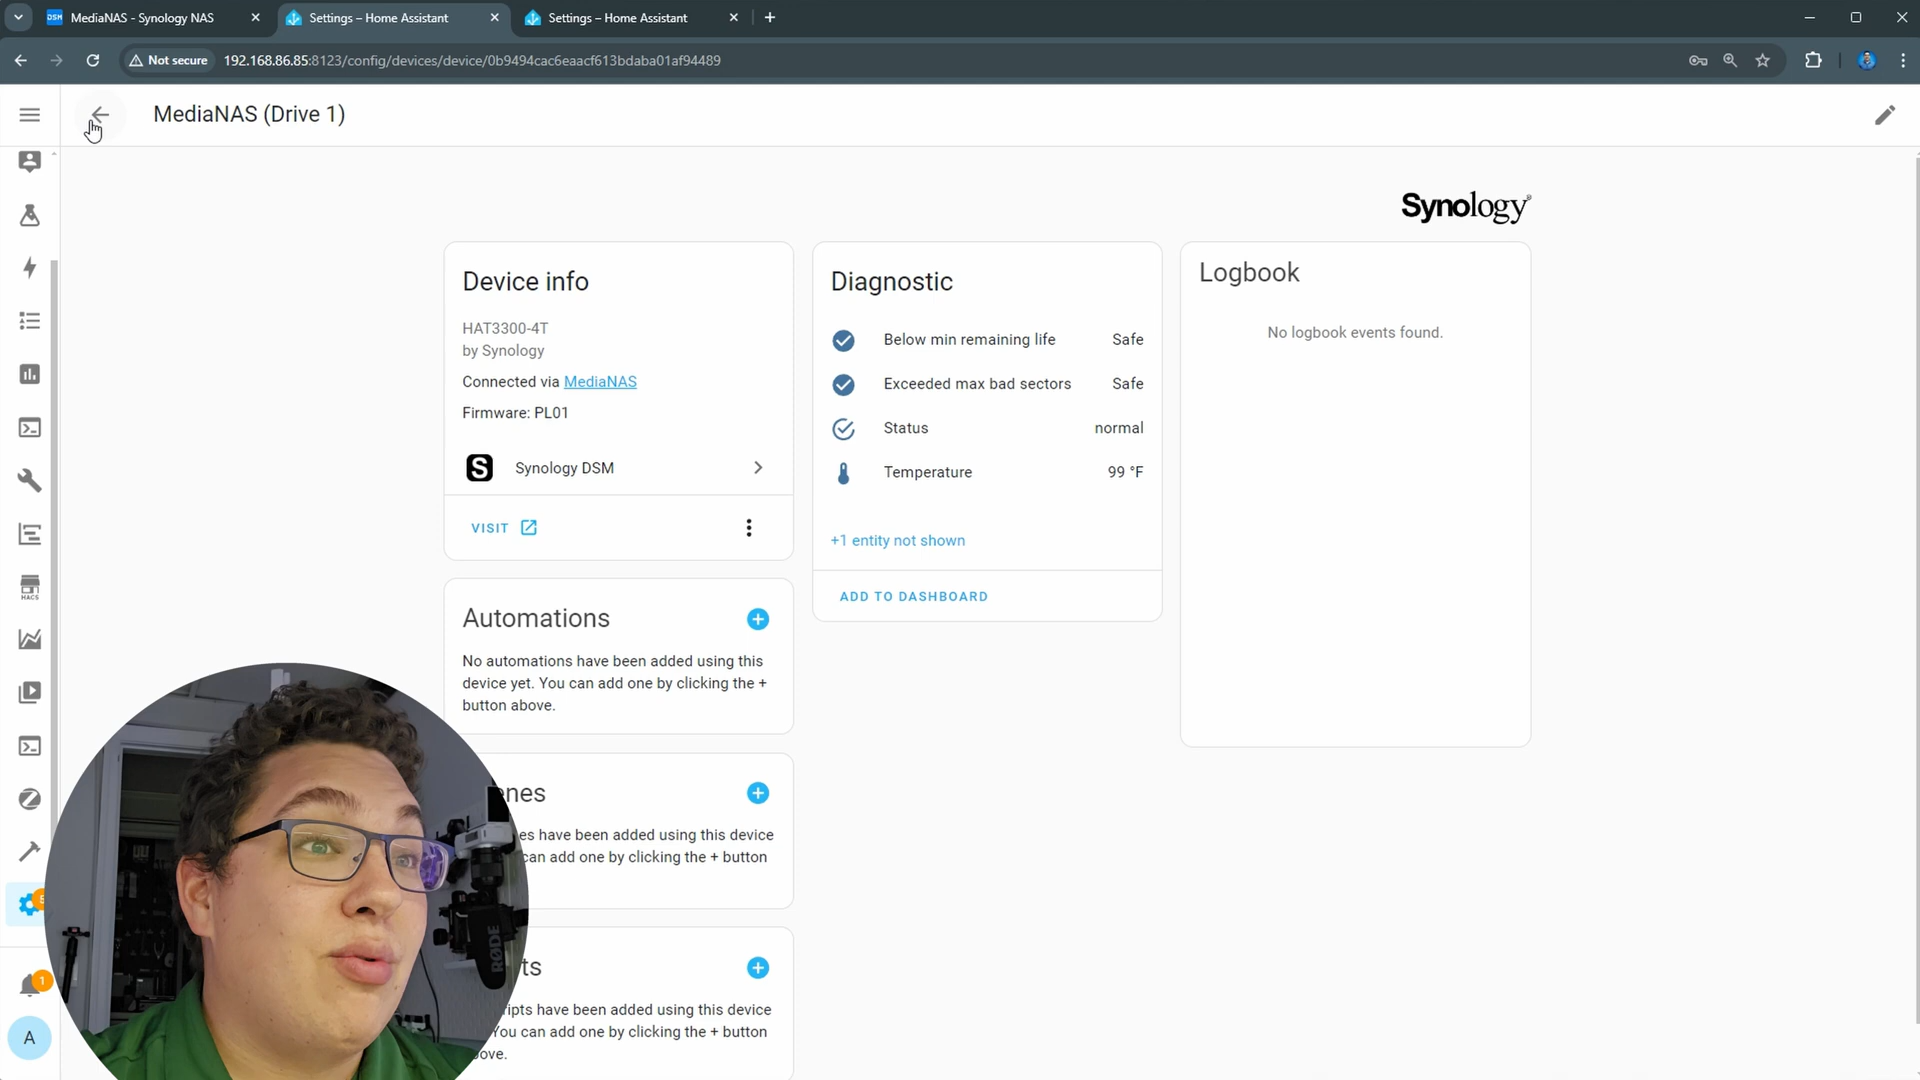 MediaNAS - Synology NAS
Settings – Home Assistant
Settings – Home Assistant
Not secure
192.168.86.85:8123/config/devices/device/0b9494cac6eaacf613bdaba01af94489
MediaNAS (Drive 1)
Synology
Device info
HAT3300-4T
by Synology
Connected via MediaNAS
Firmware: PL01
S
Synology DSM
VISIT
Diagnostic
Below min remaining life Safe
Exceeded max bad sectors Safe
Status normal
Temperature 99 °F
+1 entity not shown
ADD TO DASHBOARD
Logbook
No logbook events found.
Automations
No automations have been added using this
device yet. You can add one by clicking the +
button above.
enes
es have been added using this device
can add one by clicking the + button
ts
ripts have been added using this device
You can add one by clicking the + button
ove.
DSM
HACS
1
A
RØDE